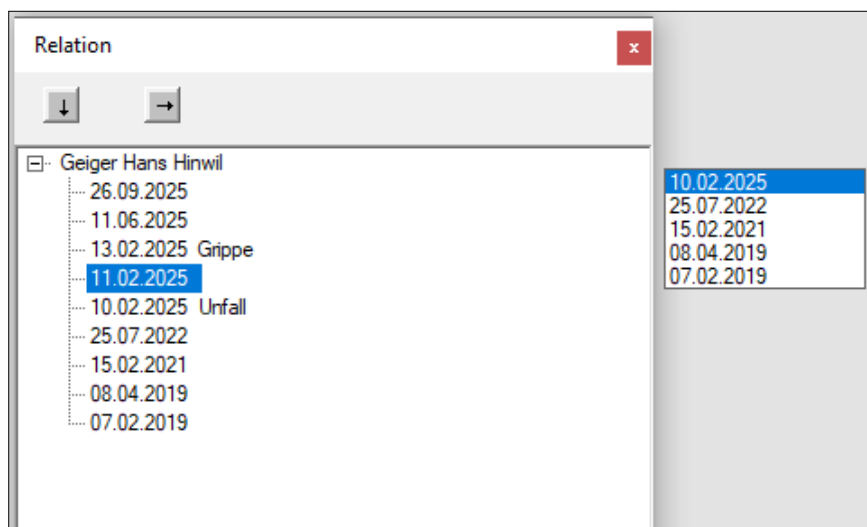 Relation
x
↓ →
Geiger Hans Hinwil
26.09.2025
11.06.2025
13.02.2025 Grippe
11.02.2025
10.02.2025 Unfall
25.07.2022
15.02.2021
08.04.2019
07.02.2019
10.02.2025
25.07.2022
15.02.2021
08.04.2019
07.02.2019